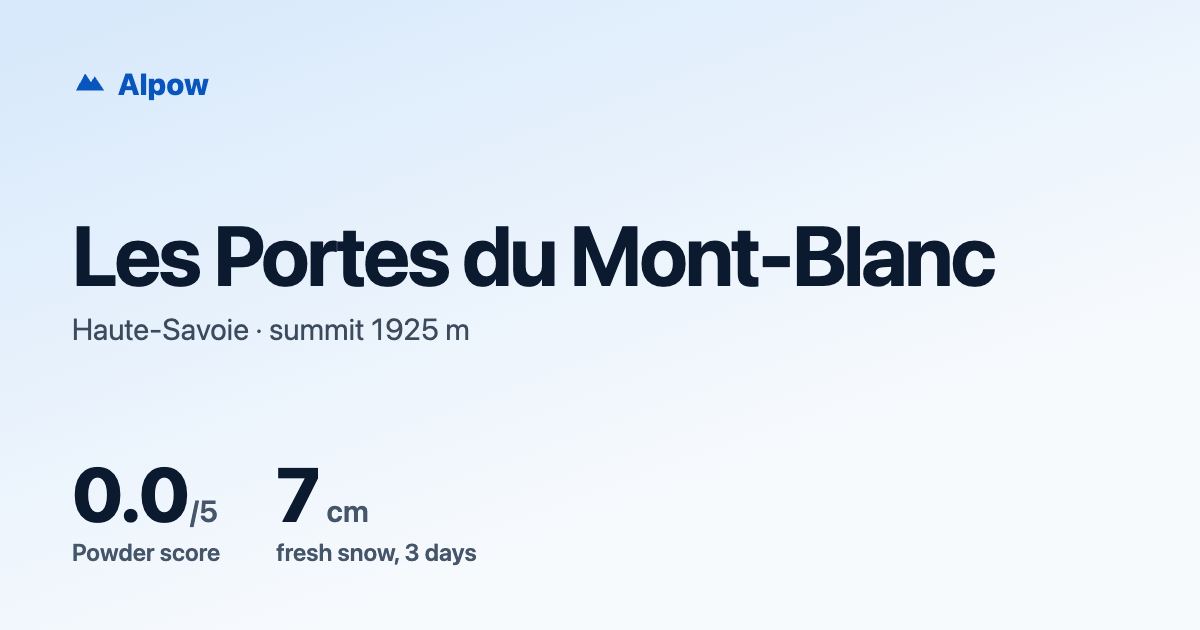 Alpow
Les Portes du Mont-Blanc
Haute-Savoie · summit 1925 m
0.0/5 7 cm
Powder score fresh snow, 3 days